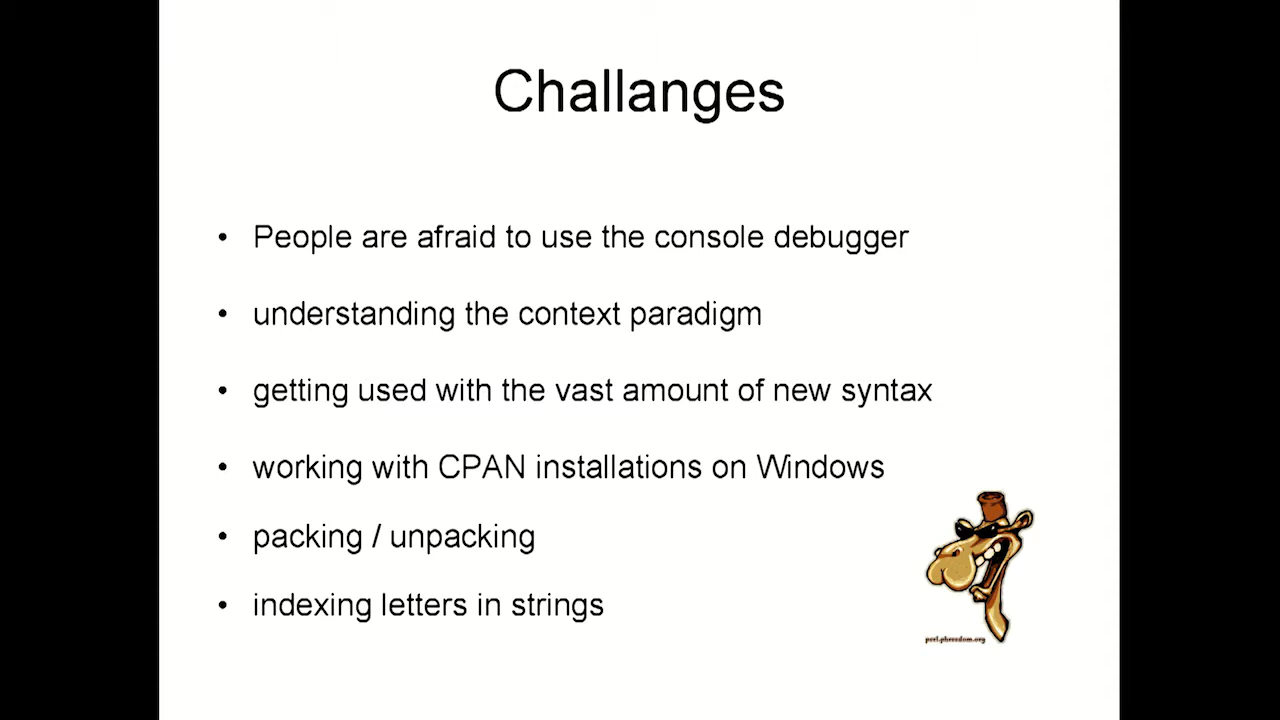 Challanges
• People are afraid to use the console debugger
• understanding the context paradigm
• getting used with the vast amount of new syntax
• working with CPAN installations on Windows
• packing / unpacking
• indexing letters in strings
perl.phreedom.org